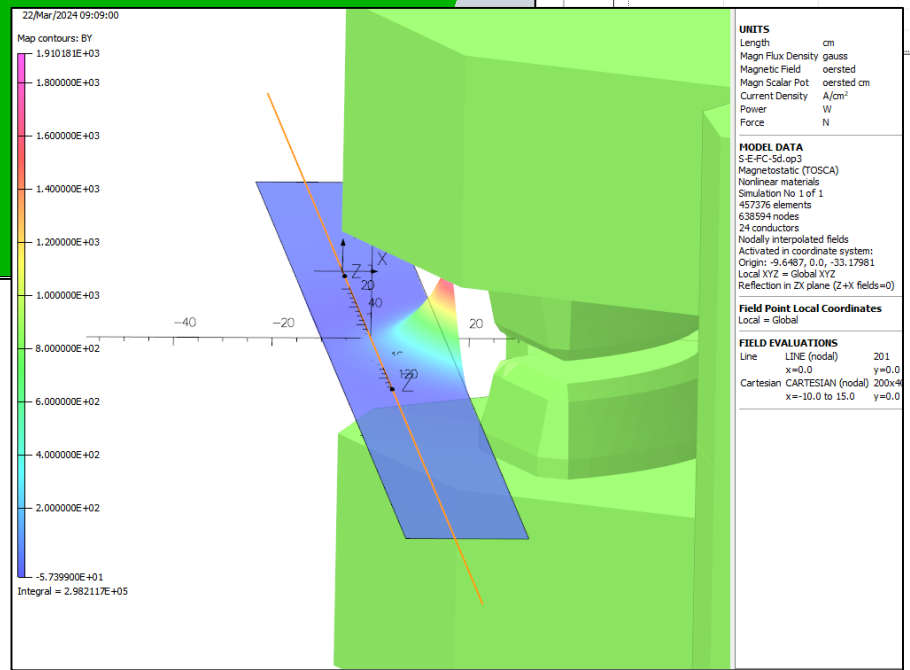 22/Mar/2024 09:09:00
Map contours: BY
1.910181E+03
1.800000E+03
1.600000E+03
1.400000E+03
1.200000E+03
1.000000E+03
8.000000E+02
6.000000E+02
4.000000E+02
2.000000E+02
-5.739900E+01
Integral = 2.982117E+05
X
Z
20
40
−40
−20
20
Z
UNITS
Length cm
Magn Flux Density gauss
Magnetic Field oersted
Magn Scalar Pot oersted cm
Current Density A/cm²
Power W
Force N
MODEL DATA
S-E-FC-5d.op3
Magnetostatic (TOSCA)
Nonlinear materials
Simulation No 1 of 1
457376 elements
638594 nodes
24 conductors
Nodally interpolated fields
Activated in coordinate system:
Origin: -9.6487, 0.0, -33.17981
Local XYZ = Global XYZ
Reflection in ZX plane (Z+X fields=0)
Field Point Local Coordinates
Local = Global
FIELD EVALUATIONS
Line LINE (nodal) 201
x=0.0 y=0.0
Cartesian CARTESIAN (nodal)
x=-10.0 to 15.0 y=0.0